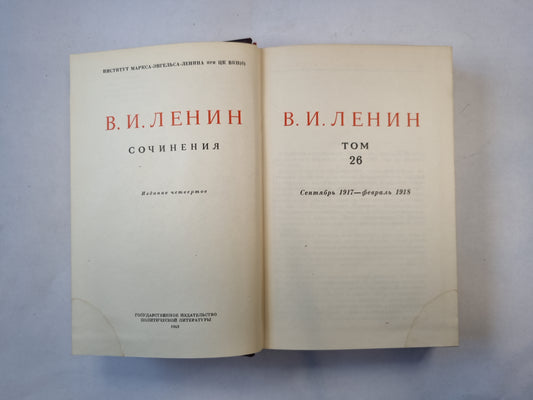 ИНСТИТУТ МАРКСА-ЭНГЕЛЬСА-ЛЕНИНА при ЦК ВКП(б)
В. И. ЛЕНИН
СОЧИНЕНИЯ
Издание четвертое
ГОСУДАРСТВЕННОЕ ИЗДАТЕЛЬСТВО
ПОЛИТИЧЕСКОЙ ЛИТЕРАТУРЫ
В. И. ЛЕНИН
ТОМ
26
Сентябрь 1917—февраль 1918